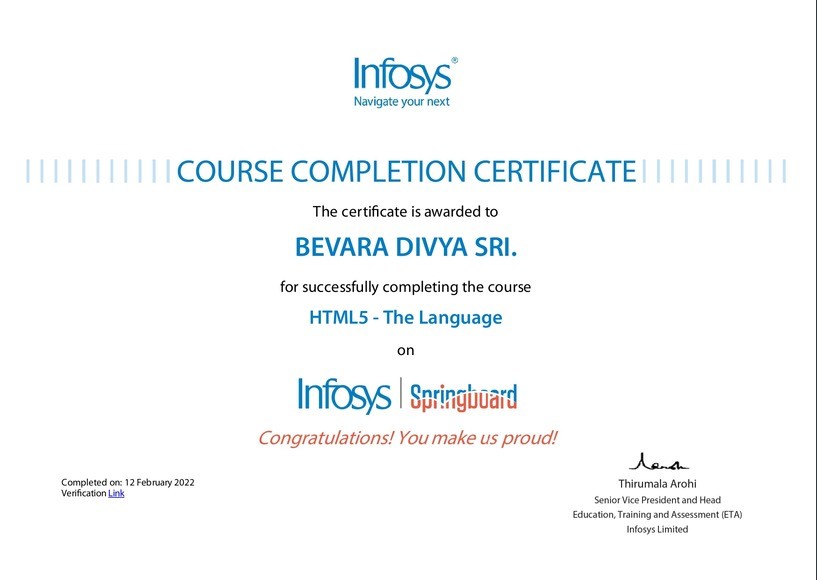 Infosys®
Navigate your next
COURSE COMPLETION CERTIFICATE
The certificate is awarded to
BEVARA DIVYA SRI.
for successfully completing the course
HTML5 - The Language
on
Infosys | Springboard
Congratulations! You make us proud!
Completed on: 12 February 2022
Verification Link
Thirumala Arohi
Senior Vice President and Head
Education, Training and Assessment (ETA)
Infosys Limited